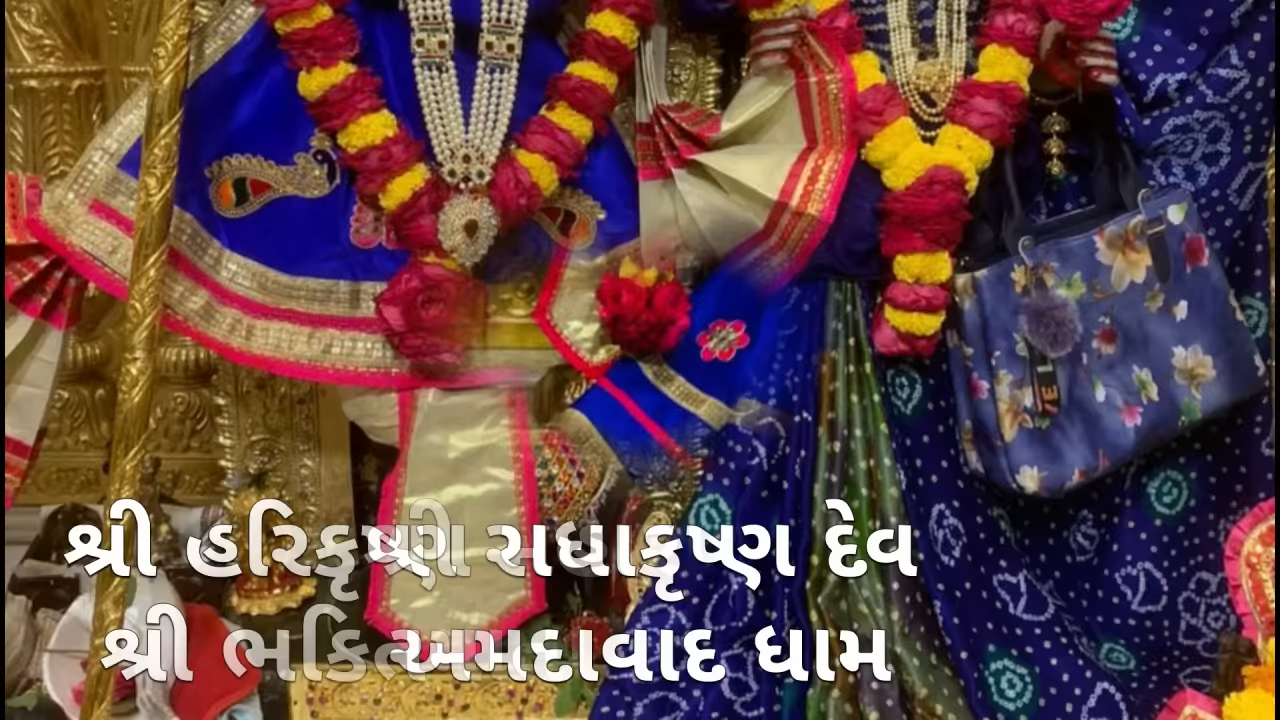 શ્રી હરિકૃષ્ણ શ્રી રાધાકૃષ્ણ દેવ
શ્રી અમદાવાદ ધામ